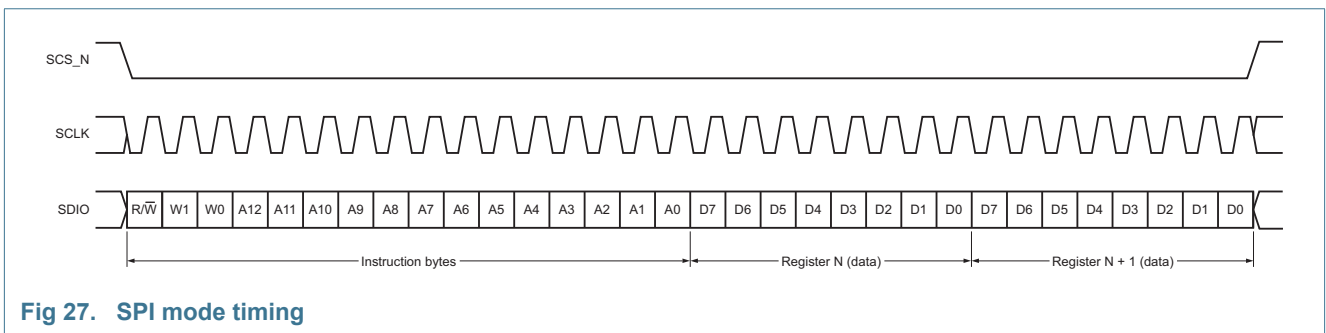 SCS_N
SCLK
SDIO R/W̅ W1 W0 A12 A11 A10 A9 A8 A7 A6 A5 A4 A3 A2 A1 A0 D7 D6 D5 D4 D3 D2 D1 D0 D7 D6 D5 D4 D3 D2 D1 D0
Instruction bytes Register N (data) Register N + 1 (data)
Fig 27. SPI mode timing